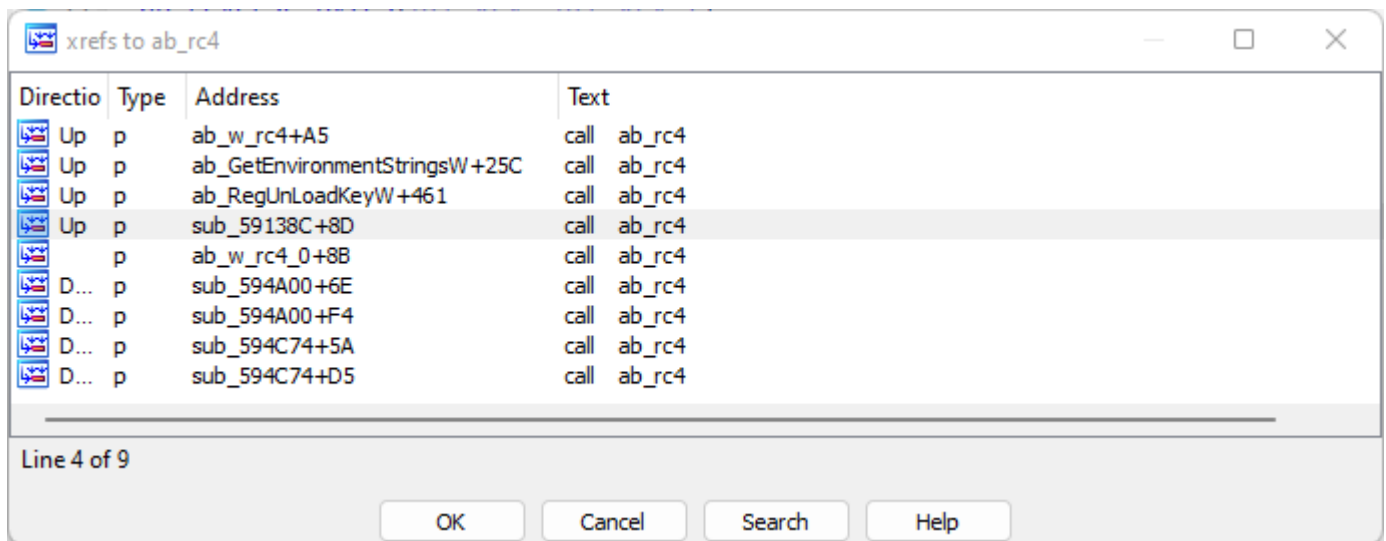 xrefs to ab_rc4
Directio Type Address Text
Up p ab_w_rc4+A5 call ab_rc4
Up p ab_GetEnvironmentStringsW+25C call ab_rc4
Up p ab_RegUnLoadKeyW+461 call ab_rc4
Up p sub_59138C+8D call ab_rc4
p ab_w_rc4_0+8B call ab_rc4
D... p sub_594A00+6E call ab_rc4
D... p sub_594A00+F4 call ab_rc4
D... p sub_594C74+5A call ab_rc4
D... p sub_594C74+D5 call ab_rc4
Line 4 of 9
OK Cancel Search Help